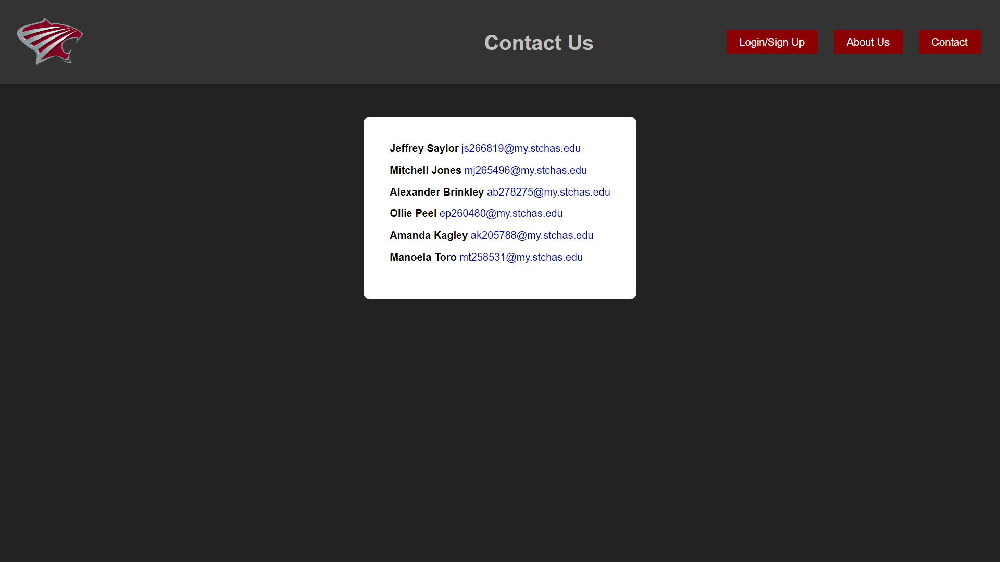 Contact Us
Login/Sign Up
About Us
Contact
Jeffrey Saylor js266819@my.stchas.edu
Mitchell Jones mj265496@my.stchas.edu
Alexander Brinkley ab278275@my.stchas.edu
Ollie Peel ep260480@my.stchas.edu
Amanda Kagley ak205788@my.stchas.edu
Manoela Toro mt258531@my.stchas.edu